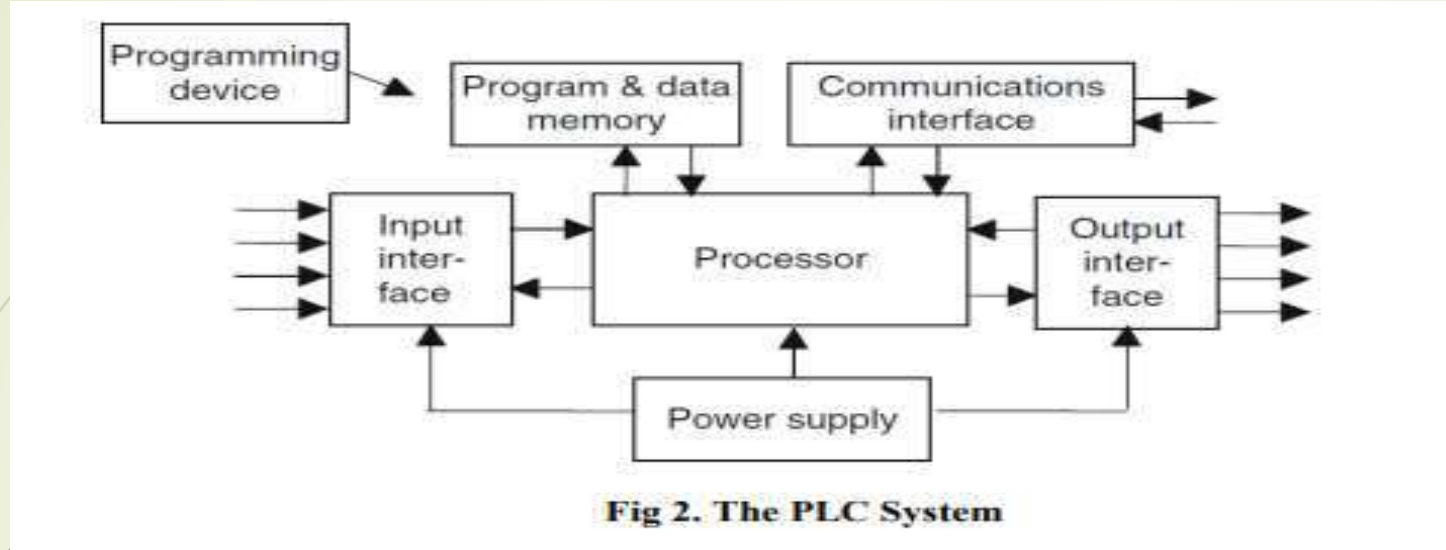 Programming
device
Program & data
memory
Communications
interface
Input
inter-
face
Processor
Output
inter-
face
Power supply
Fig 2. The PLC System